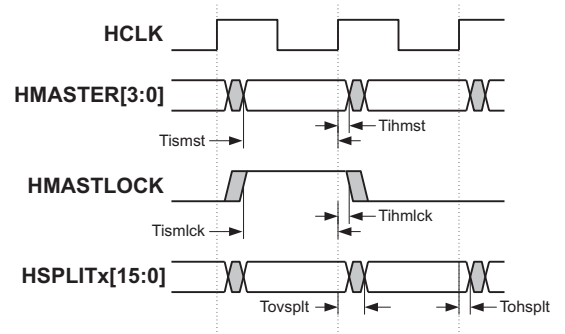 HCLK
HMASTER[3:0]
Tihmst
Tismst
HMASTLOCK
Tihmlck
Tismlck
HSPLITx[15:0]
Tovsplt
Tohsplt